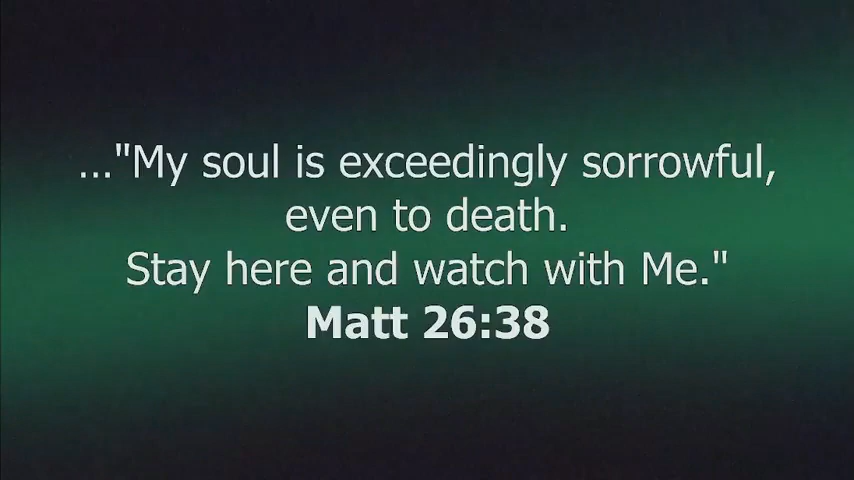 ..."My soul is exceedingly sorrowful,
even to death.
Stay here and watch with Me."
Matt 26:38